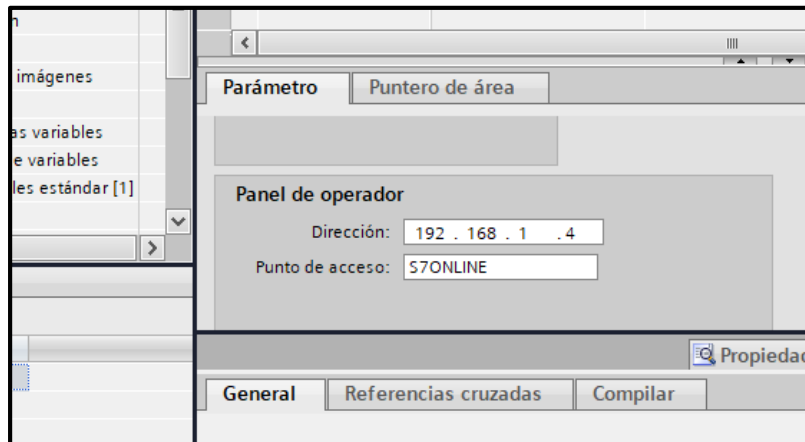 n
imágenes
as variables
e variables
les estándar [1]
Parámetro
Puntero de área
Panel de operador
Dirección: 192 . 168 . 1 . 4
Punto de acceso: S7ONLINE
Propiedad
General
Referencias cruzadas
Compilar